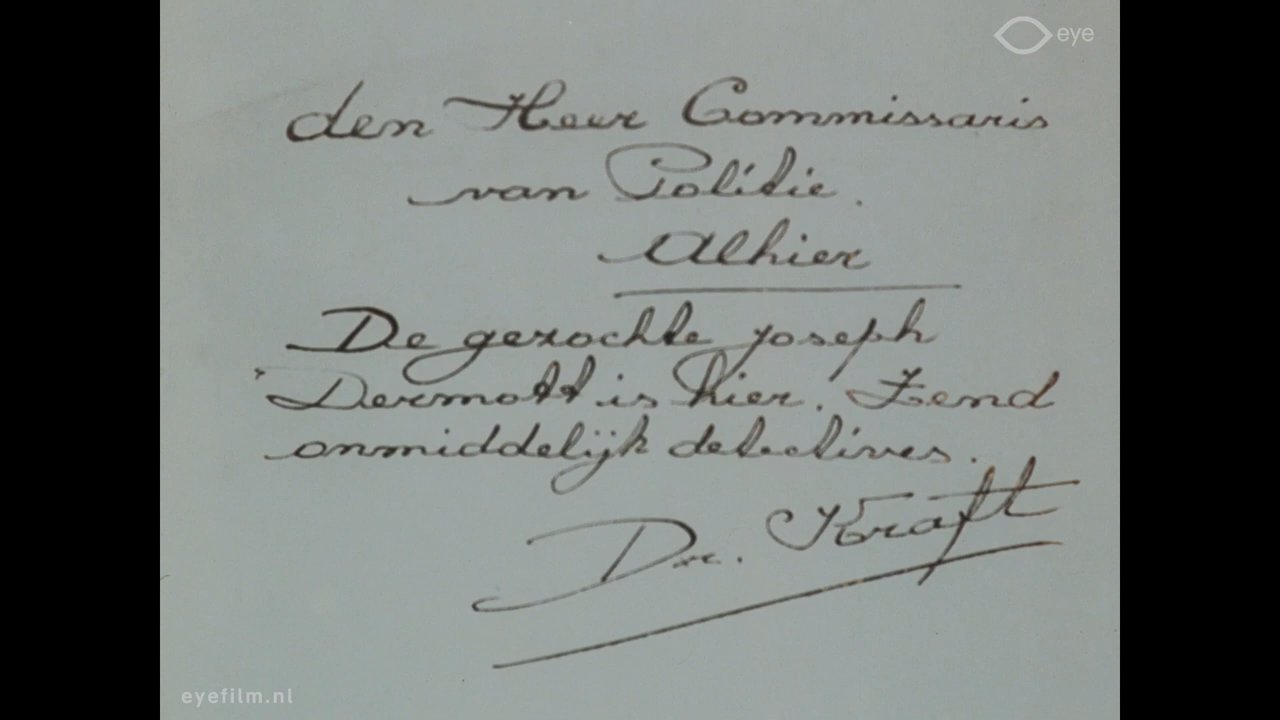 eye
den Heer Commissaris
van Politie.
Alhier
De gezochte Joseph
Dermott is hier. Zend
onmiddelijk detectives.
Dr. Kraft
eyefilm.nl